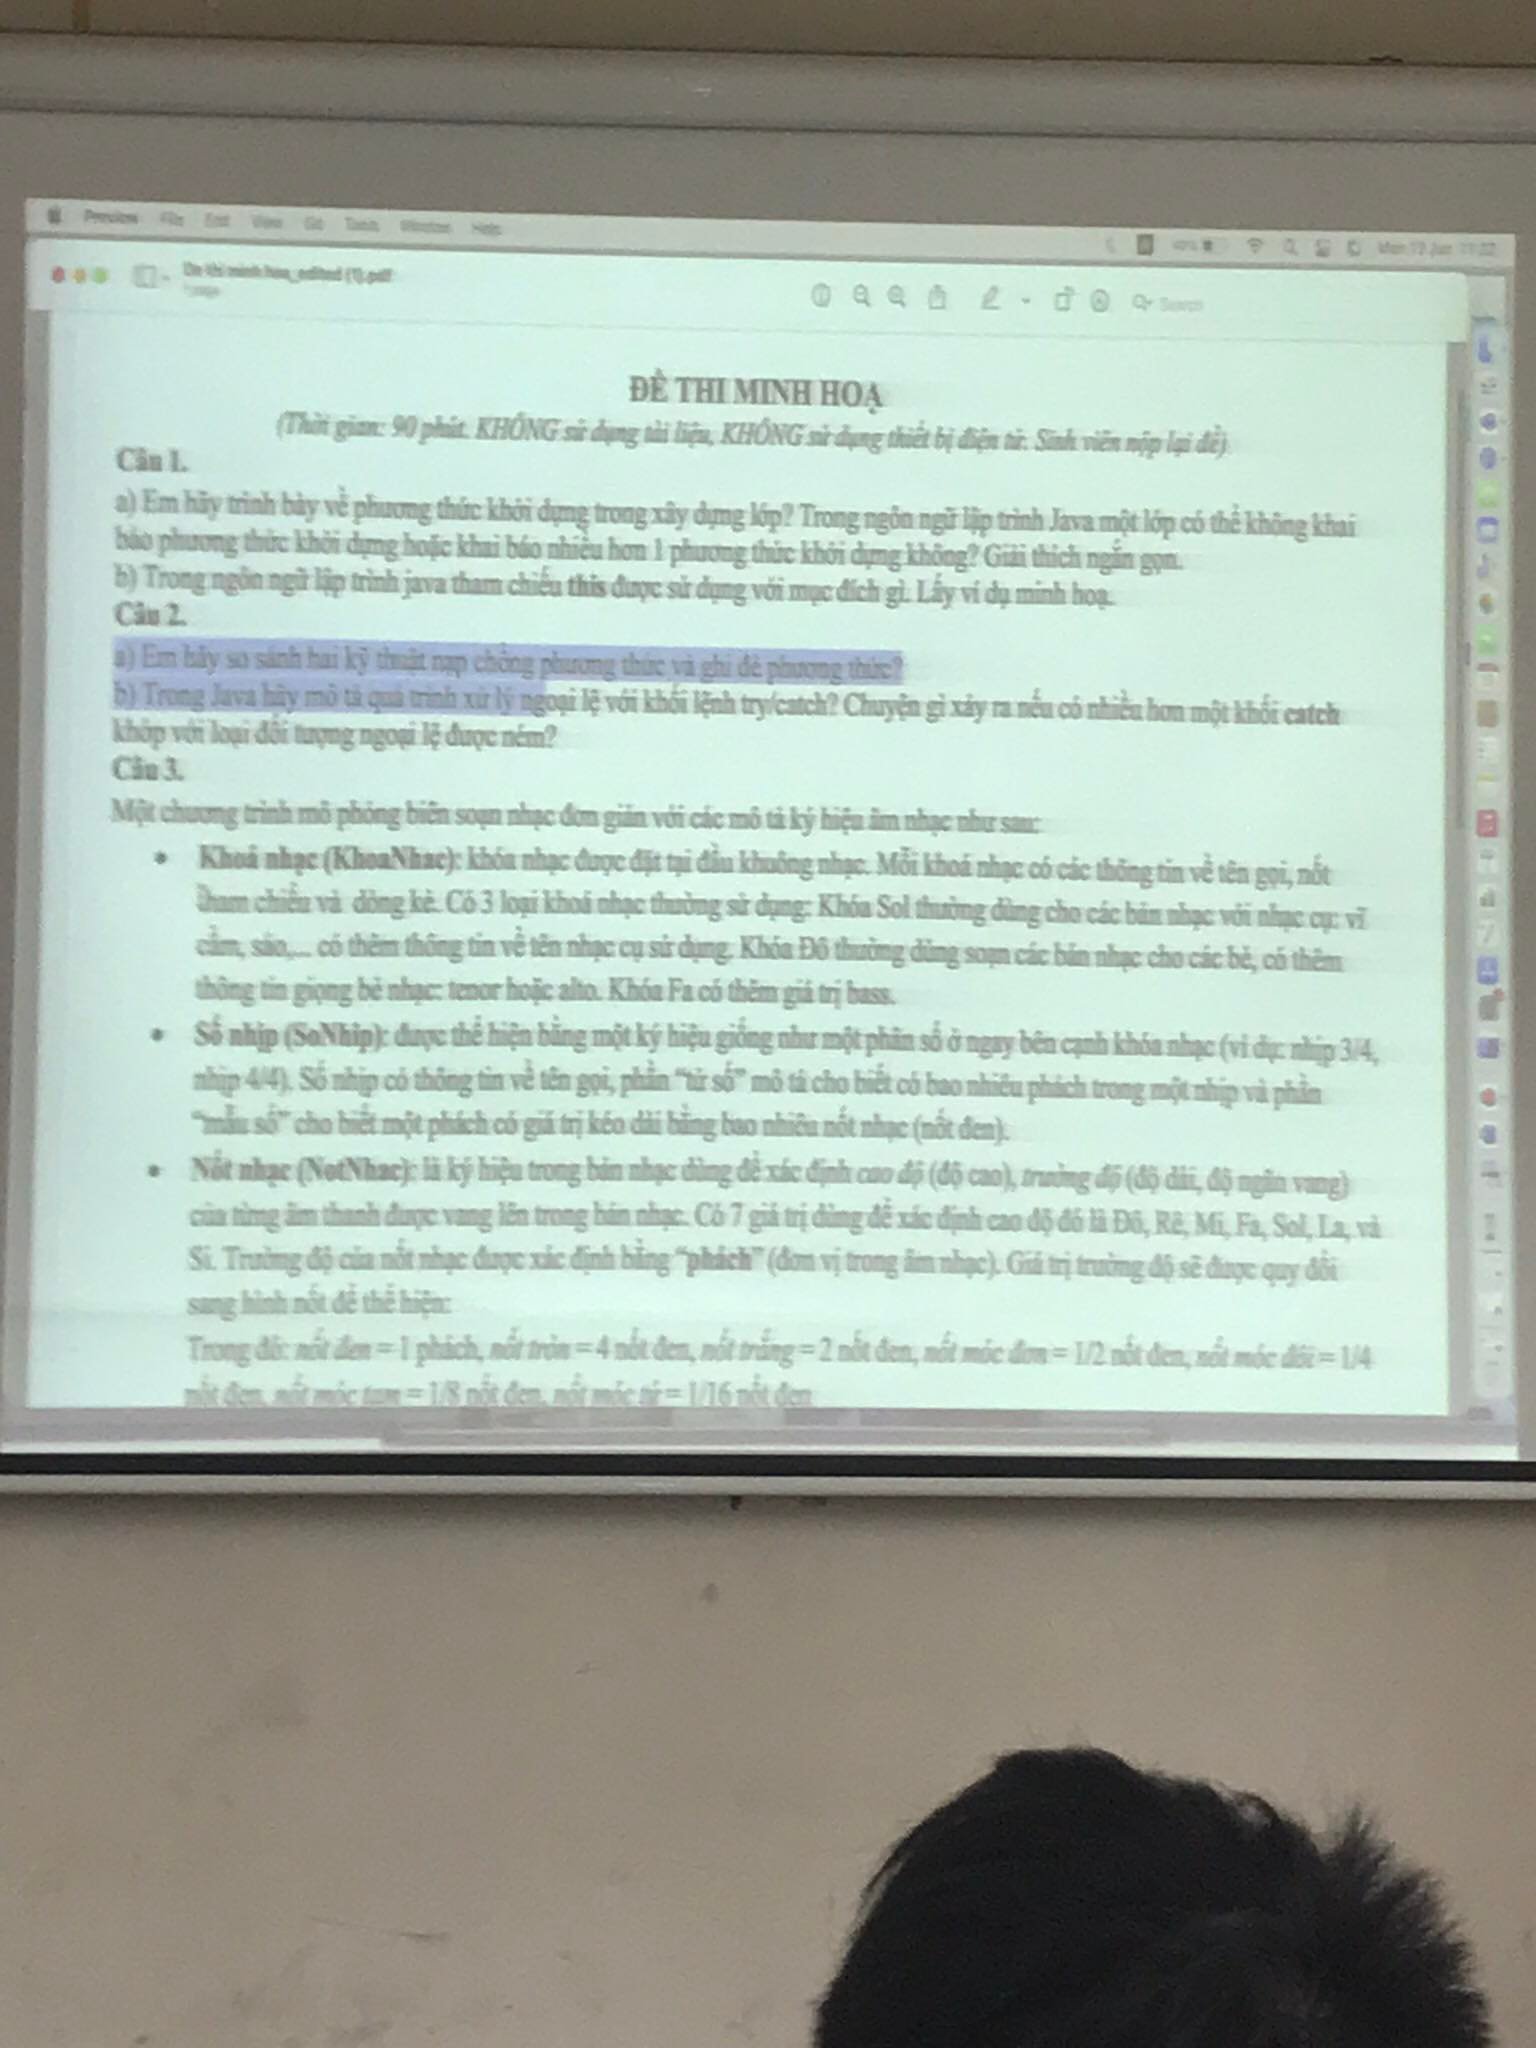 Preview File Edit View Go Tools Window Help
Mon 12 Jun
De thi minh hoa_edited (1).pdf
1 page
Search
ĐỀ THI MINH HOẠ
(Thời gian: 90 phút. KHÔNG sử dụng tài liệu, KHÔNG sử dụng thiết bị điện tử. Sinh viên nộp lại đề)
Câu 1.
a) Em hãy trình bày về phương thức khởi dựng trong xây dựng lớp? Trong ngôn ngữ lập trình Java một lớp có thể không khai
báo phương thức khởi dựng hoặc khai báo nhiều hơn 1 phương thức khởi dựng không? Giải thích ngắn gọn.
b) Trong ngôn ngữ lập trình java tham chiếu this được sử dụng với mục đích gì. Lấy ví dụ minh hoạ.
Câu 2.
a) Em hãy so sánh hai kỹ thuật nạp chồng phương thức và ghi đè phương thức?
b) Trong Java hãy mô tả quá trình xử lý ngoại lệ với khối lệnh try/catch? Chuyện gì xảy ra nếu có nhiều hơn một khối catch
khớp với loại đối tượng ngoại lệ được ném?
Câu 3.
Một chương trình mô phỏng biên soạn nhạc đơn giản với các mô tả ký hiệu âm nhạc như sau:
• Khoá nhạc (KhoaNhac): khóa nhạc được đặt tại đầu khuông nhạc. Mỗi khoá nhạc có các thông tin về tên gọi, nốt
tham chiếu và dòng kẻ. Có 3 loại khoá nhạc thường sử dụng: Khóa Sol thường dùng cho các bản nhạc với nhạc cụ: vĩ
cầm, sáo,... có thêm thông tin về tên nhạc cụ sử dụng. Khóa Đô thường dùng soạn các bản nhạc cho các bè, có thêm
thông tin giọng bè nhạc: tenor hoặc alto. Khóa Fa có thêm giá trị bass.
• Số nhịp (SoNhip): được thể hiện bằng một ký hiệu giống như một phân số ở ngay bên cạnh khóa nhạc (ví dụ: nhịp 3/4,
nhịp 4/4). Số nhịp có thông tin về tên gọi, phần “tử số” mô tả cho biết có bao nhiêu phách trong một nhịp và phần
“mẫu số” cho biết một phách có giá trị kéo dài bằng bao nhiêu nốt nhạc (nốt đen).
• Nốt nhạc (NotNhac): là ký hiệu trong bản nhạc dùng để xác định cao độ (độ cao), trường độ (độ dài, độ ngân vang)
của từng âm thanh được vang lên trong bản nhạc. Có 7 giá trị dùng để xác định cao độ đó là Đô, Rê, Mi, Fa, Sol, La, và
Si. Trường độ của nốt nhạc được xác định bằng “phách” (đơn vị trong âm nhạc). Giá trị trường độ sẽ được quy đổi
sang hình nốt để thể hiện:
Trong đó: nốt đen = 1 phách, nốt tròn = 4 nốt đen, nốt trắng = 2 nốt đen, nốt móc đơn = 1/2 nốt đen, nốt móc đôi = 1/4
nốt đen, nốt móc tam = 1/8 nốt đen, nốt móc tứ = 1/16 nốt đen